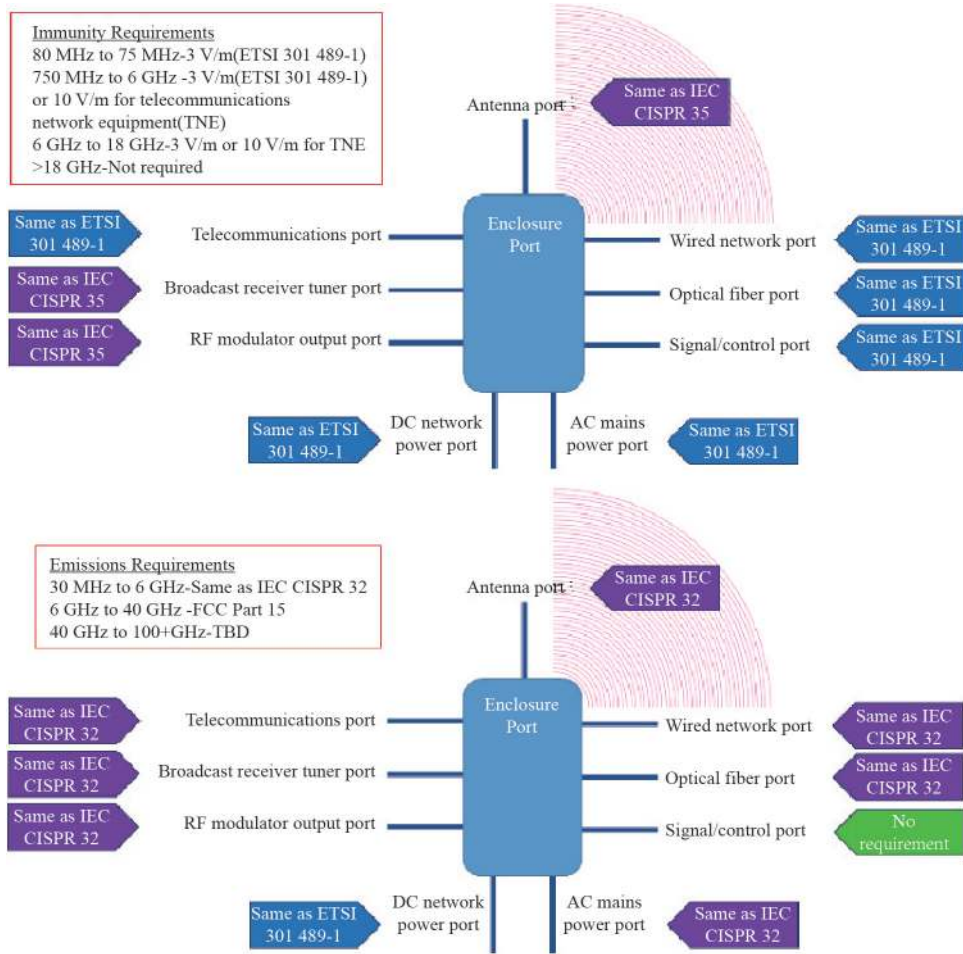 Immunity Requirements
80 MHz to 75 MHz-3 V/m(ETSI 301 489-1)
750 MHz to 6 GHz -3 V/m(ETSI 301 489-1)
or 10 V/m for telecommunications
network equipment(TNE)
6 GHz to 18 GHz-3 V/m or 10 V/m for TNE
>18 GHz-Not required
Antenna port
Same as IEC
CISPR 35
Enclosure
Port
Same as ETSI
301 489-1
Telecommunications port
Wired network port
Same as ETSI
301 489-1
Same as IEC
CISPR 35
Broadcast receiver tuner port
Optical fiber port
Same as ETSI
301 489-1
Same as IEC
CISPR 35
RF modulator output port
Signal/control port
Same as ETSI
301 489-1
Same as ETSI
301 489-1
DC network
power port
AC mains
power port
Same as ETSI
301 489-1
Emissions Requirements
30 MHz to 6 GHz-Same as IEC CISPR 32
6 GHz to 40 GHz -FCC Part 15
40 GHz to 100+GHz-TBD
Antenna port
Same as IEC
CISPR 32
Enclosure
Port
Same as IEC
CISPR 32
Telecommunications port
Wired network port
Same as IEC
CISPR 32
Same as IEC
CISPR 32
Broadcast receiver tuner port
Optical fiber port
Same as IEC
CISPR 32
Same as IEC
CISPR 32
RF modulator output port
Signal/control port
No
requirement
Same as ETSI
301 489-1
DC network
power port
AC mains
power port
Same as IEC
CISPR 32